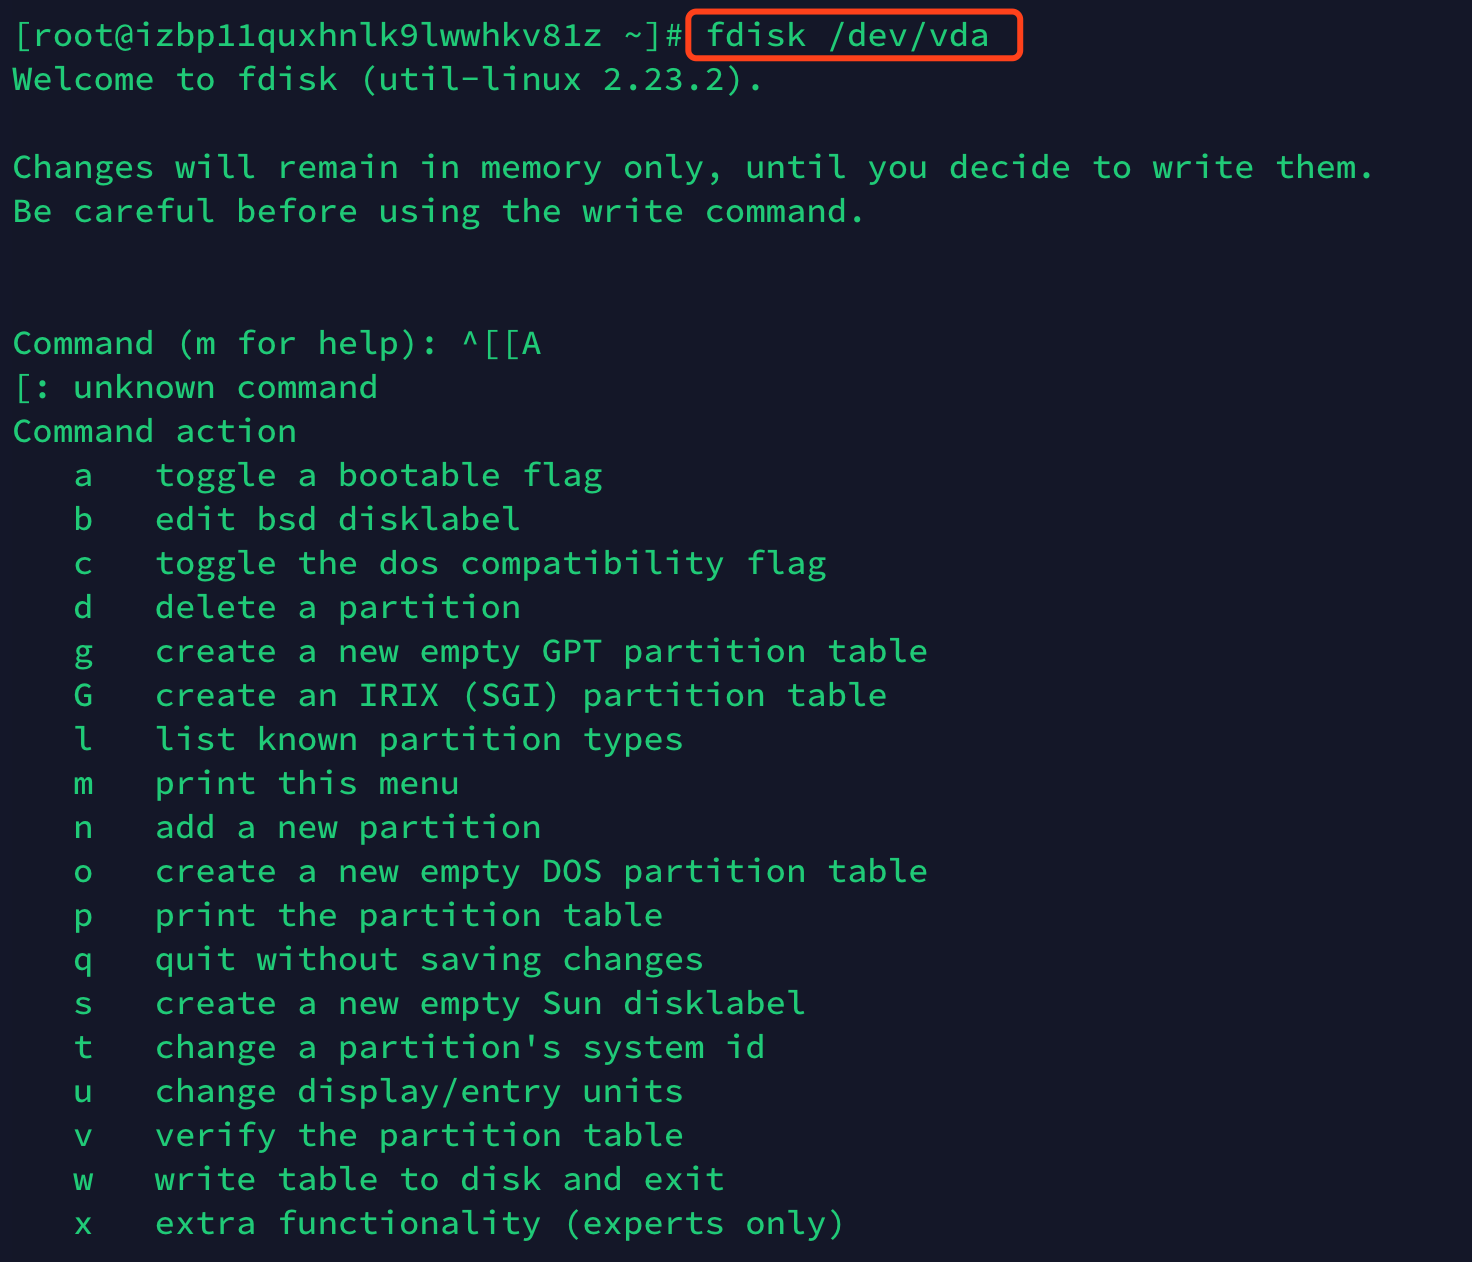 [root@izbp11quxhnlk9lwwhkv81z ~]# fdisk /dev/vda
Welcome to fdisk (util-linux 2.23.2).
Changes will remain in memory only, until you decide to write them.
Be careful before using the write command.
Command (m for help): ^[[A
[: unknown command
Command action
   a   toggle a bootable flag
   b   edit bsd disklabel
   c   toggle the dos compatibility flag
   d   delete a partition
   g   create a new empty GPT partition table
   G   create an IRIX (SGI) partition table
   l   list known partition types
   m   print this menu
   n   add a new partition
   o   create a new empty DOS partition table
   p   print the partition table
   q   quit without saving changes
   s   create a new empty Sun disklabel
   t   change a partition's system id
   u   change display/entry units
   v   verify the partition table
   w   write table to disk and exit
   x   extra functionality (experts only)